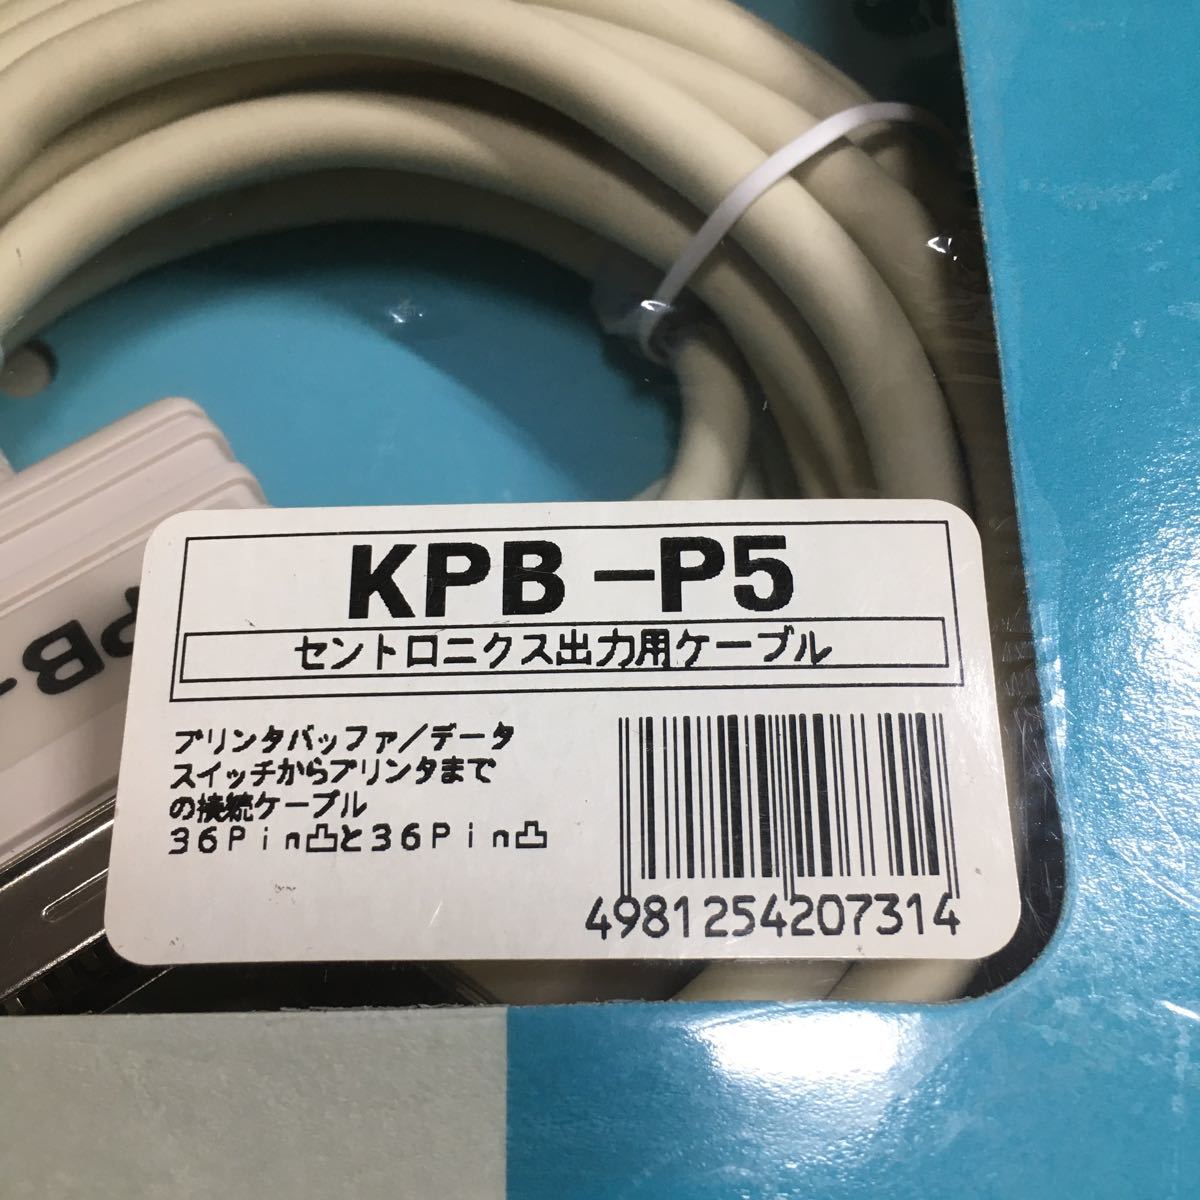 KPB-P5
セントロニクス出力用ケーブル
プリンタバッファ/データ
スイッチからプリンタまで
の接続ケーブル
36Pin凸と36Pin凸
4981254207314
PB-